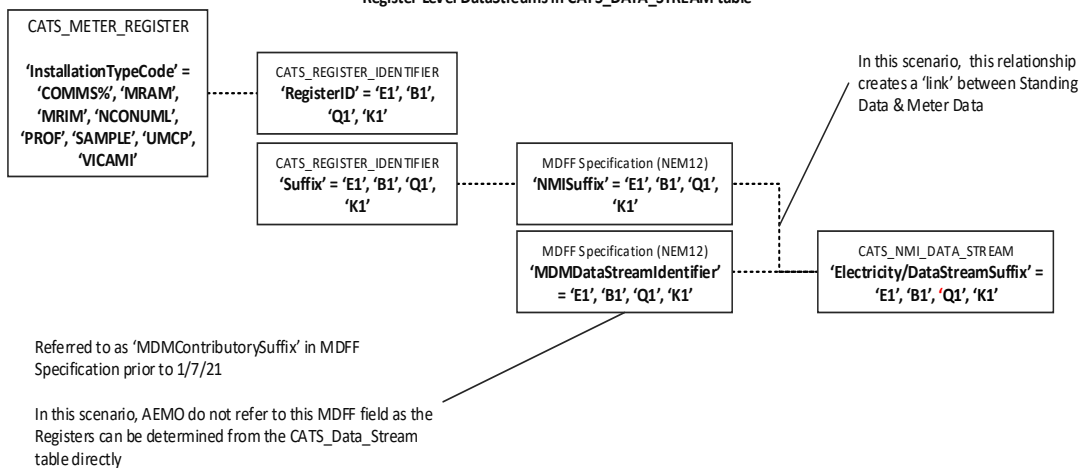 Register Level DataStreams in CATS_DATA_STREAM table
CATS_METER_REGISTER
'InstallationTypeCode' =
'COMMS%', 'MRAM',
'MRIM', 'NCONUML',
'PROF', 'SAMPLE', 'UMCP',
'VICAMI'
CATS_REGISTER_IDENTIFIER
'RegisterID' = 'E1', 'B1',
'Q1', 'K1'
CATS_REGISTER_IDENTIFIER
'Suffix' = 'E1', 'B1', 'Q1',
'K1'
MDFF Specification (NEM12)
'NMISuffix' = 'E1', 'B1', 'Q1',
'K1'
MDFF Specification (NEM12)
'MDMDataStreamIdentifier'
= 'E1', 'B1', 'Q1', 'K1'
In this scenario, this relationship
creates a 'link' between Standing
Data & Meter Data
CATS_NMI_DATA_STREAM
'Electricity/DataStreamSuffix' =
'E1', 'B1', 'Q1', 'K1'
Referred to as 'MDMContributorySuffix' in MDFF
Specification prior to 1/7/21
In this scenario, AEMO do not refer to this MDFF field as the
Registers can be determined from the CATS_Data_Stream
table directly